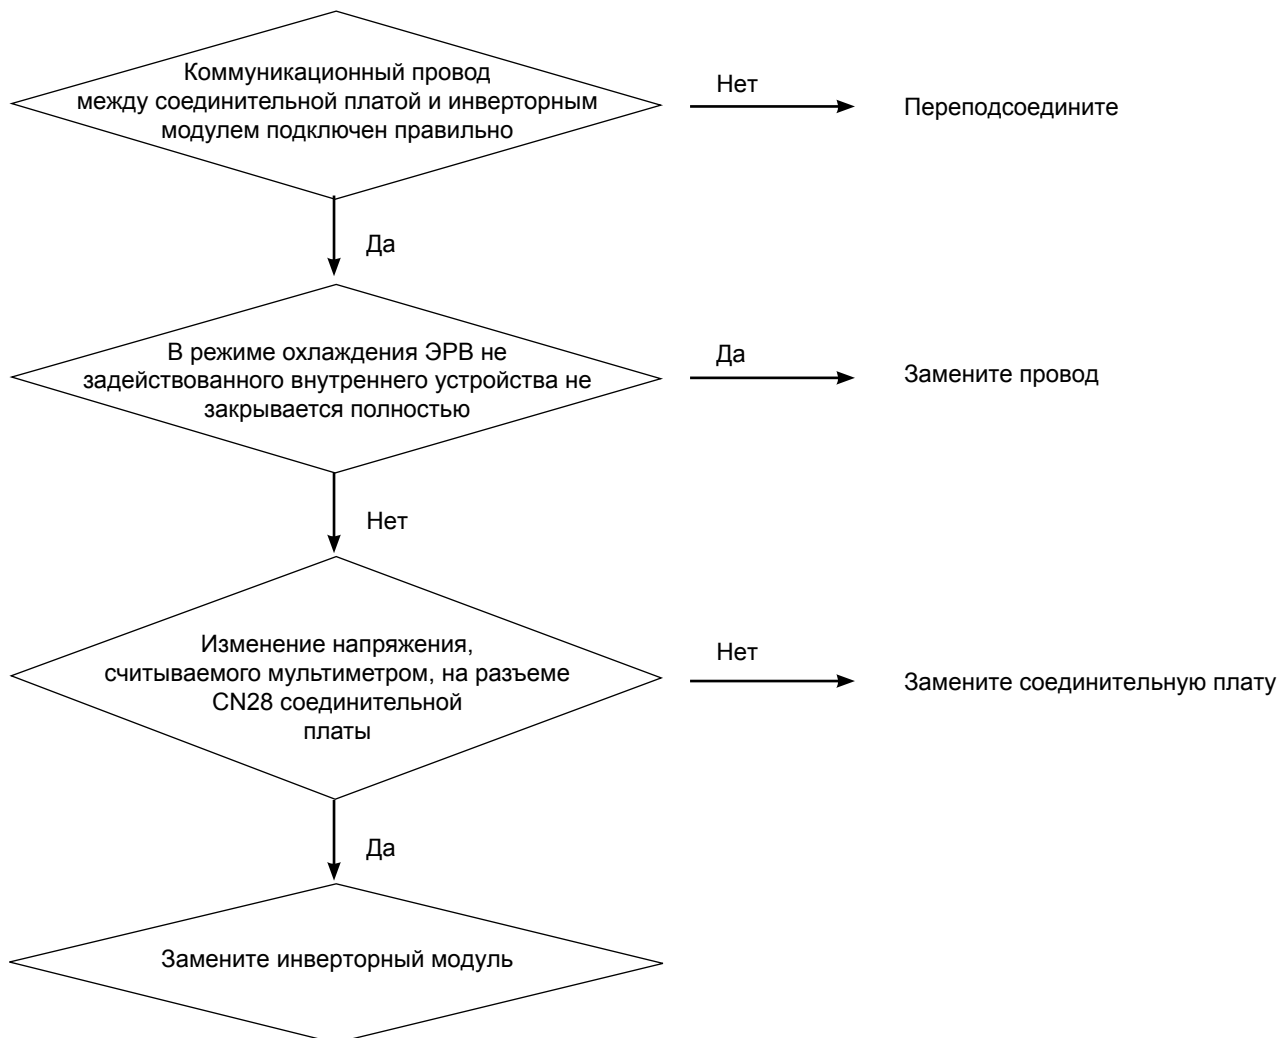 Коммуникационный провод
между соединительной платой и инверторным
модулем подключен правильно
Нет
Переподсоедините
Да
В режиме охлаждения ЭРВ не
задействованного внутреннего устройства не
закрывается полностью
Да
Замените провод
Нет
Изменение напряжения,
считываемого мультиметром, на разъеме
CN28 соединительной
платы
Нет
Замените соединительную плату
Да
Замените инверторный модуль